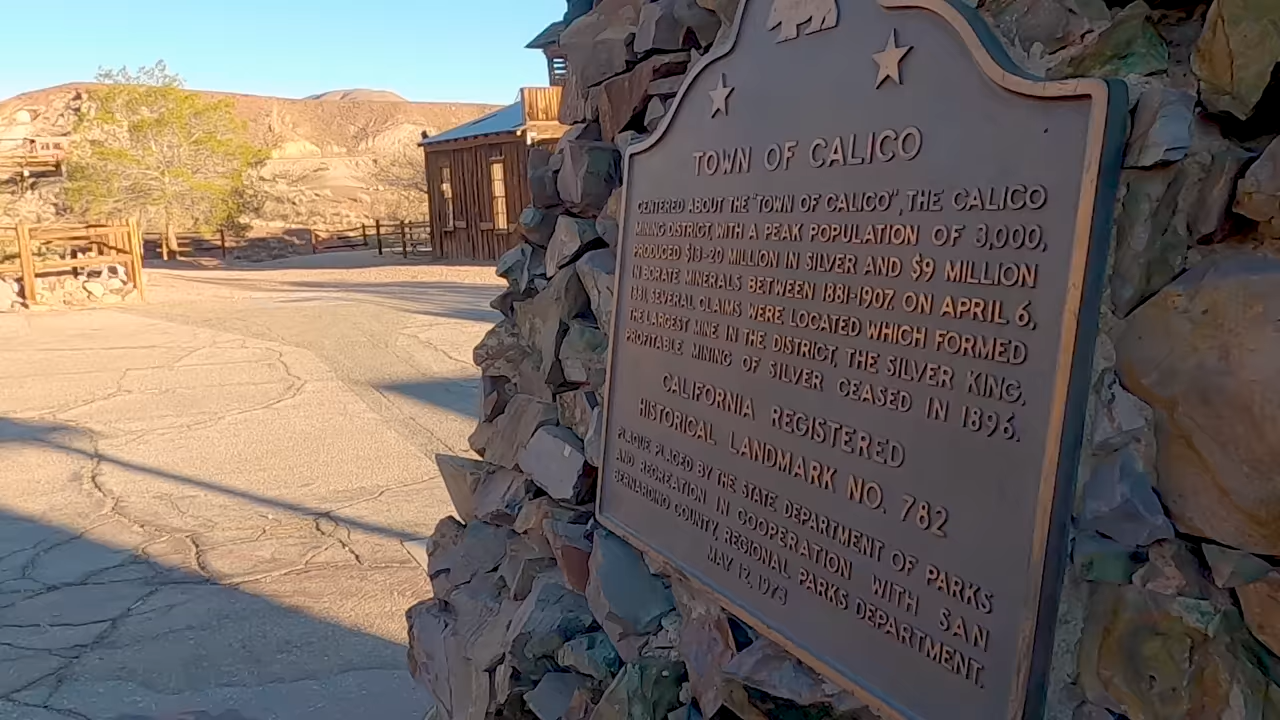 TOWN OF CALICO
CENTERED ABOUT THE "TOWN OF CALICO", THE CALICO
MINING DISTRICT, WITH A PEAK POPULATION OF 3,000,
PRODUCED $13-20 MILLION IN SILVER AND $9 MILLION
IN BORATE MINERALS BETWEEN 1881-1907. ON APRIL 6,
1881, SEVERAL CLAIMS WERE LOCATED WHICH FORMED
THE LARGEST MINE IN THE DISTRICT, THE SILVER KING.
PROFITABLE MINING OF SILVER CEASED IN 1896.
CALIFORNIA REGISTERED
HISTORICAL LANDMARK NO. 782
PLAQUE PLACED BY THE STATE DEPARTMENT OF PARKS
AND RECREATION IN COOPERATION WITH SAN
BERNARDINO COUNTY, REGIONAL PARKS DEPARTMENT.
MAY 12, 1973